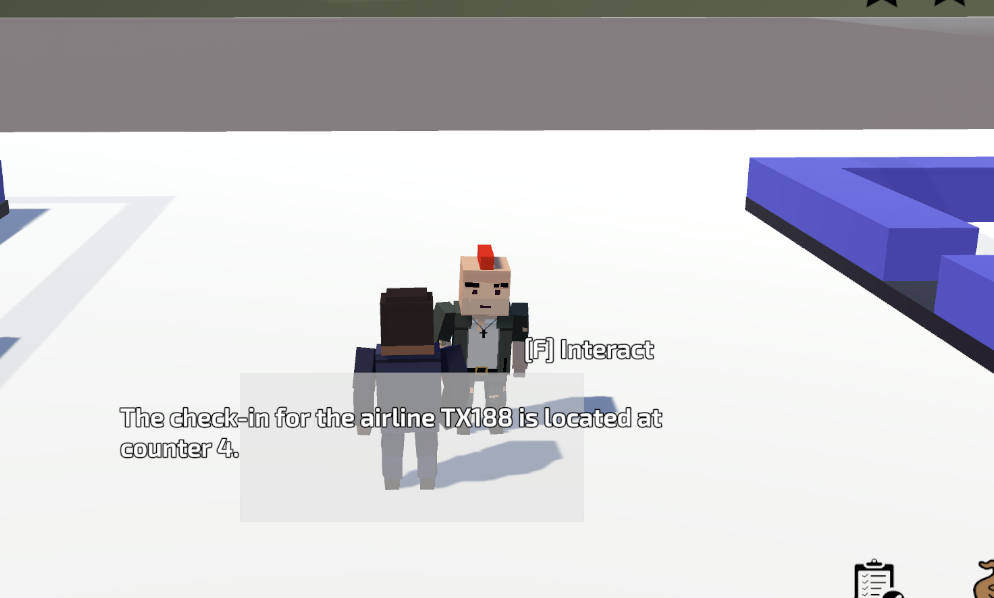 [F] Interact
The check-in for the airline TX188 is located at
counter 4.